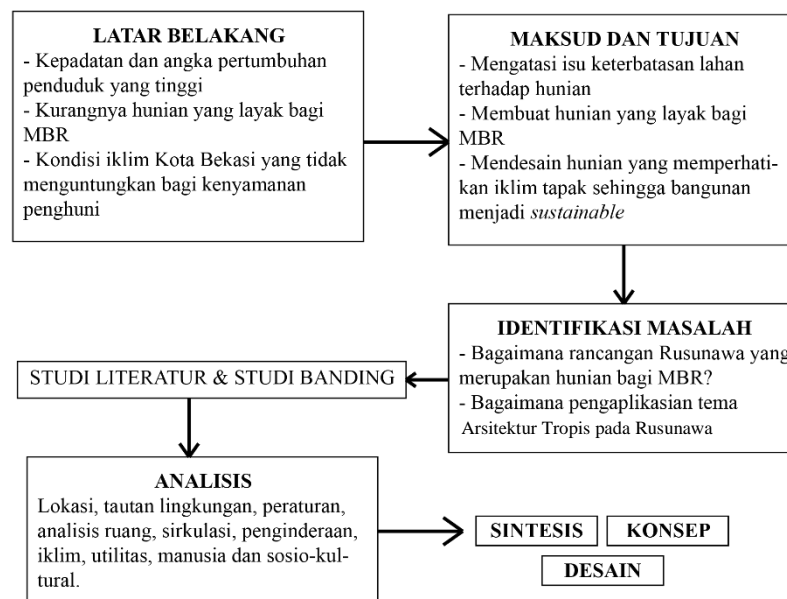 LATAR BELAKANG
- Kepadatan dan angka pertumbuhan
penduduk yang tinggi
- Kurangnya hunian yang layak bagi
MBR
- Kondisi iklim Kota Bekasi yang tidak
menguntungkan bagi kenyamanan
penghuni
MAKSUD DAN TUJUAN
- Mengatasi isu keterbatasan lahan
terhadap hunian
- Membuat hunian yang layak bagi
MBR
- Mendesain hunian yang memperhati-
kan iklim tapak sehingga bangunan
menjadi sustainable
IDENTIFIKASI MASALAH
- Bagaimana rancangan Rusunawa yang
merupakan hunian bagi MBR?
- Bagaimana pengaplikasian tema
Arsitektur Tropis pada Rusunawa
STUDI LITERATUR & STUDI BANDING
ANALISIS
Lokasi, tautan lingkungan, peraturan,
analisis ruang, sirkulasi, penginderaan,
iklim, utilitas, manusia dan sosio-kul-
tural.
SINTESIS
KONSEP
DESAIN